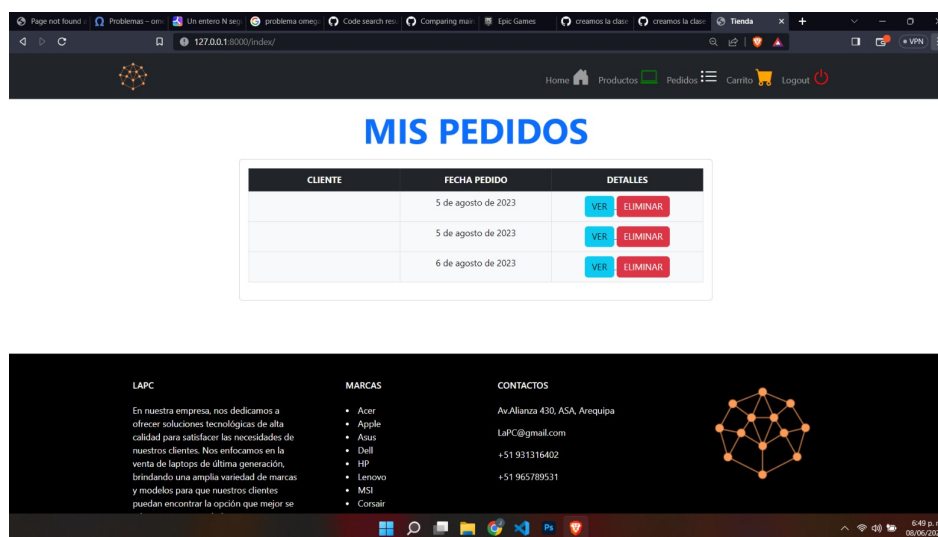 Page not found
Problemas – ome
Un entero N seg
problema omega
Code search resu
Comparing main
Epic Games
creamos la clase
creamos la clase
Tienda
127.0.0.1:8000/index/
VPN
Home
Productos
Pedidos
Carrito
Logout
MIS PEDIDOS
CLIENTE FECHA PEDIDO DETALLES
5 de agosto de 2023 VER ELIMINAR
5 de agosto de 2023 VER ELIMINAR
6 de agosto de 2023 VER ELIMINAR
LAPC
En nuestra empresa, nos dedicamos a
ofrecer soluciones tecnológicas de alta
calidad para satisfacer las necesidades de
nuestros clientes. Nos enfocamos en la
venta de laptops de última generación,
brindando una amplia variedad de marcas
y modelos para que nuestros clientes
puedan encontrar la opción que mejor se
MARCAS
• Acer
• Apple
• Asus
• Dell
• HP
• Lenovo
• MSI
• Corsair
CONTACTOS
Av.Alianza 430, ASA, Arequipa
LaPC@gmail.com
+51 931316402
+51 965789531
Ps
6:49 p.
08/06/20